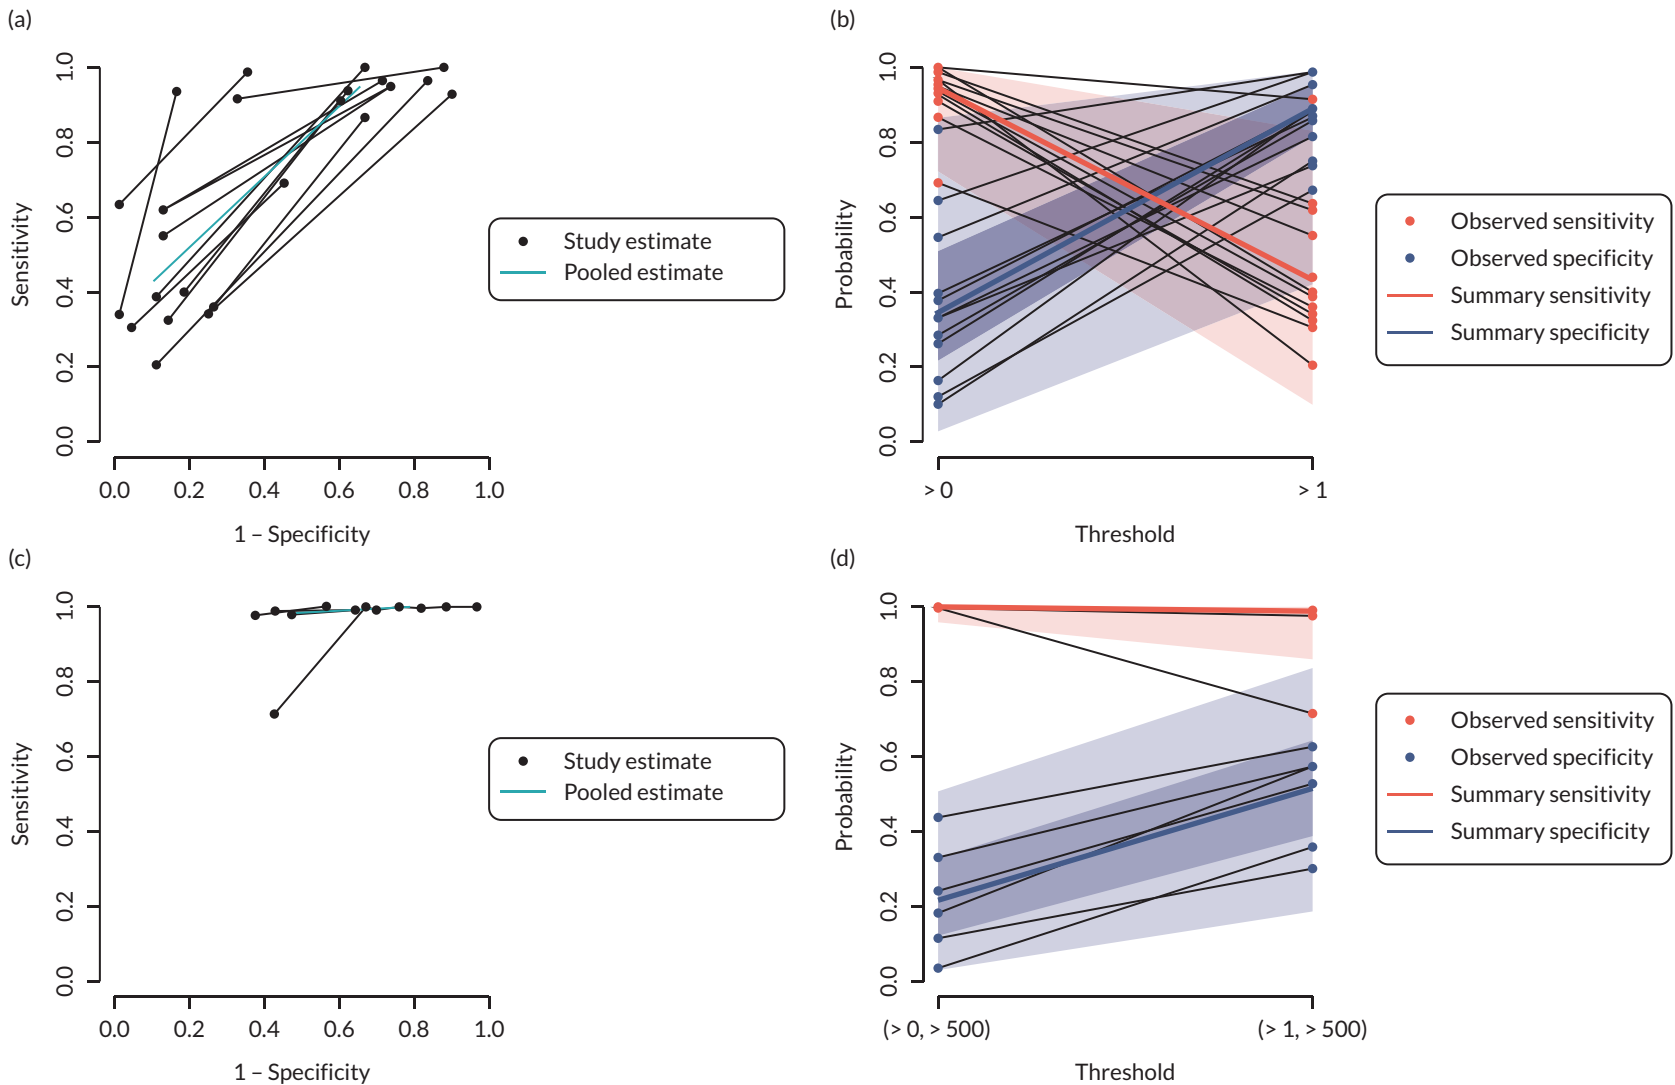 (a)
1.0
0.8
0.6
0.4
0.2
0.0
Sensitivity
0.0 0.2 0.4 0.6 0.8 1.0
1 – Specificity
Study estimate
Pooled estimate
(b)
1.0
0.8
0.6
0.4
0.2
0.0
Probability
> 0 > 1
Threshold
Observed sensitivity
Observed specificity
Summary sensitivity
Summary specificity
(c)
1.0
0.8
0.6
0.4
0.2
0.0
Sensitivity
0.0 0.2 0.4 0.6 0.8 1.0
1 – Specificity
Study estimate
Pooled estimate
(d)
1.0
0.8
0.6
0.4
0.2
0.0
Probability
(> 0, > 500) (> 1, > 500)
Threshold
Observed sensitivity
Observed specificity
Summary sensitivity
Summary specificity